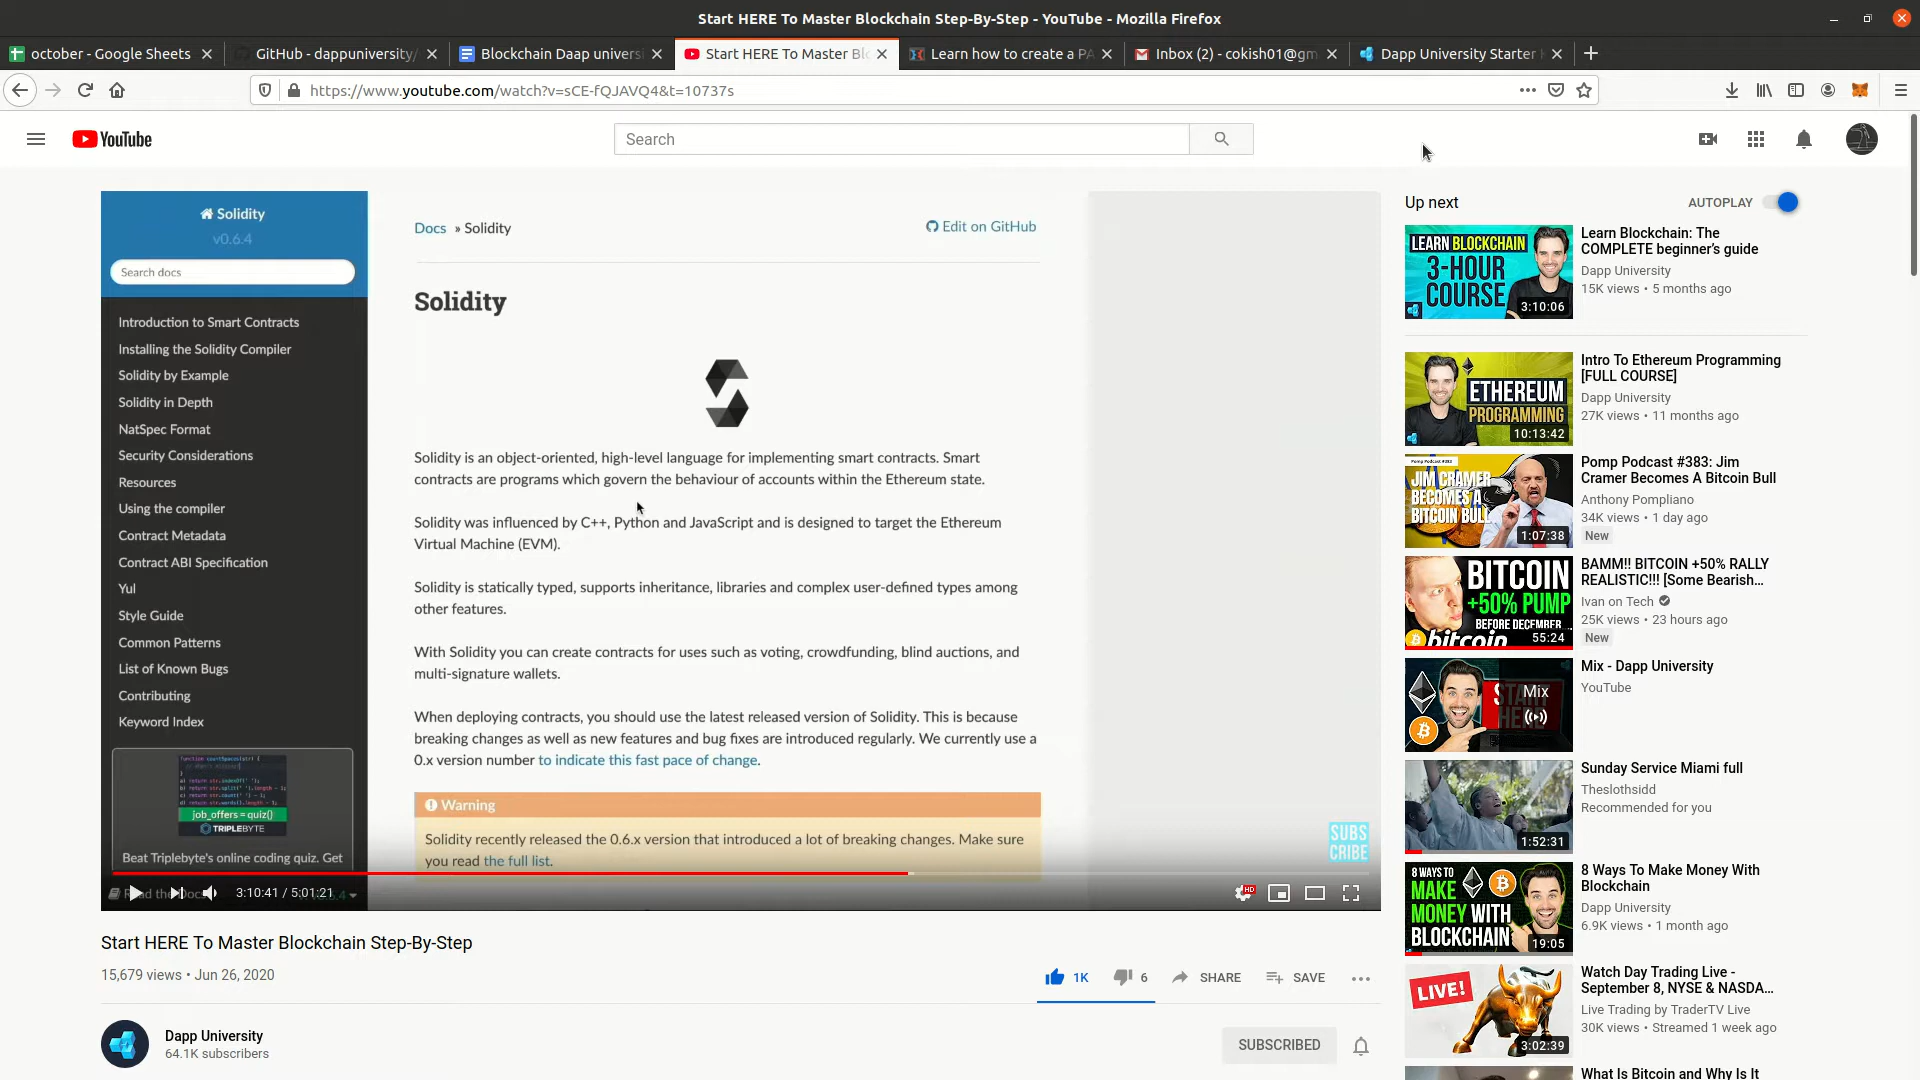 Start HERE To Master Blockchain Step-By-Step - YouTube - Mozilla Firefox
october - Google Sheets
GitHub - dappuniversity/
Blockchain Daap univers
Start HERE To Master Bl
Learn how to create a PA
Inbox (2) - cokish01@gm
Dapp University Starter
https://www.youtube.com/watch?v=sCE-fQJAVQ4&t=10737s
YouTube
Search
Solidity
v0.6.4
Search docs
Introduction to Smart Contracts
Installing the Solidity Compiler
Solidity by Example
Solidity in Depth
NatSpec Format
Security Considerations
Resources
Using the compiler
Contract Metadata
Contract ABI Specification
Yul
Style Guide
Common Patterns
List of Known Bugs
Contributing
Keyword Index
job_offers = quiz()
TRIPLEBYTE
Beat Triplebyte's online coding quiz. Get
Read the Docs
Docs » Solidity
Edit on GitHub
Solidity
Solidity is an object-oriented, high-level language for implementing smart contracts. Smart
contracts are programs which govern the behaviour of accounts within the Ethereum state.
Solidity was influenced by C++, Python and JavaScript and is designed to target the Ethereum
Virtual Machine (EVM).
Solidity is statically typed, supports inheritance, libraries and complex user-defined types among
other features.
With Solidity you can create contracts for uses such as voting, crowdfunding, blind auctions, and
multi-signature wallets.
When deploying contracts, you should use the latest released version of Solidity. This is because
breaking changes as well as new features and bug fixes are introduced regularly. We currently use a
0.x version number to indicate this fast pace of change.
Warning
Solidity recently released the 0.6.x version that introduced a lot of breaking changes. Make sure
you read the full list.
SUBS
CRIBE
3:10:41 / 5:01:21
HD
Start HERE To Master Blockchain Step-By-Step
15,679 views • Jun 26, 2020
1K
6
SHARE
SAVE
Dapp University
64.1K subscribers
SUBSCRIBED
Up next
AUTOPLAY
LEARN BLOCKCHAIN
3-HOUR
COURSE
3:10:06
Learn Blockchain: The
COMPLETE beginner's guide
Dapp University
15K views • 5 months ago
ETHEREUM
PROGRAMMING
10:13:42
Intro To Ethereum Programming
[FULL COURSE]
Dapp University
27K views • 11 months ago
Pomp Podcast #383
JIM CRAMER
BECOMES A
BITCOIN BULL
1:07:38
Pomp Podcast #383: Jim
Cramer Becomes A Bitcoin Bull
Anthony Pompliano
34K views • 1 day ago
New
BITCOIN
+50% PUMP
BEFORE DECEMBER
bitcoin
55:24
BAMM!! BITCOIN +50% RALLY
REALISTIC!!! [Some Bearish...
Ivan on Tech
25K views • 23 hours ago
New
START
HERE
Mix
Mix - Dapp University
YouTube
1:52:31
Sunday Service Miami full
Theslothsidd
Recommended for you
8 WAYS TO
MAKE
MONEY WITH
BLOCKCHAIN
19:05
8 Ways To Make Money With
Blockchain
Dapp University
6.9K views • 1 month ago
LIVE!
3:02:39
Watch Day Trading Live -
September 8, NYSE & NASDA...
Live Trading by TraderTV Live
30K views • Streamed 1 week ago
What Is Bitcoin and Why Is It